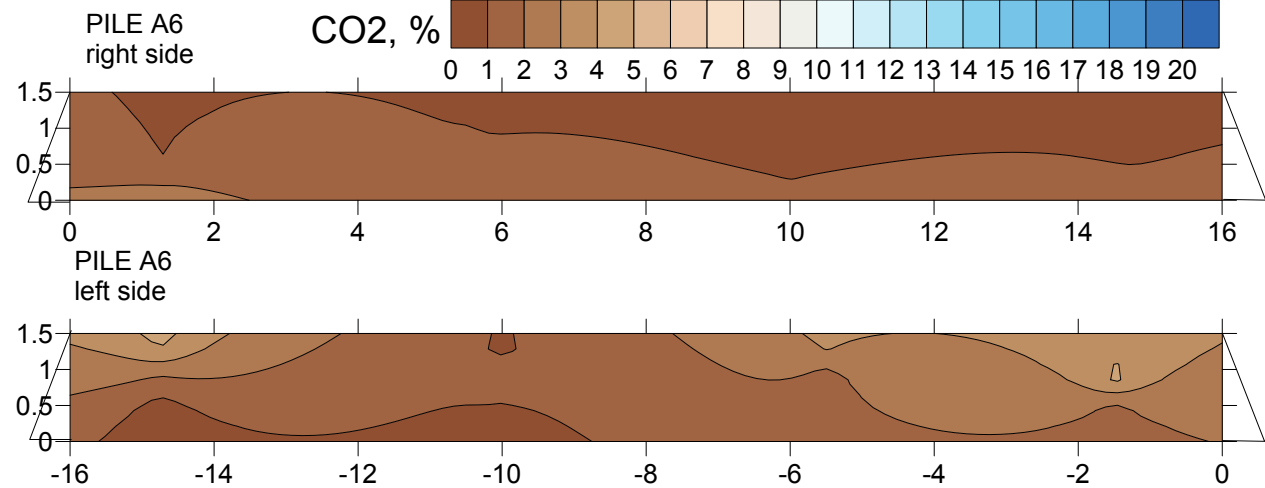 PILE A6
right side
CO2, %
0 1 2 3 4 5 6 7 8 9 10 11 12 13 14 15 16 17 18 19 20
1.5
1
0.5
0
0 2 4 6 8 10 12 14 16
PILE A6
left side
1.5
1
0.5
0
-16 -14 -12 -10 -8 -6 -4 -2 0